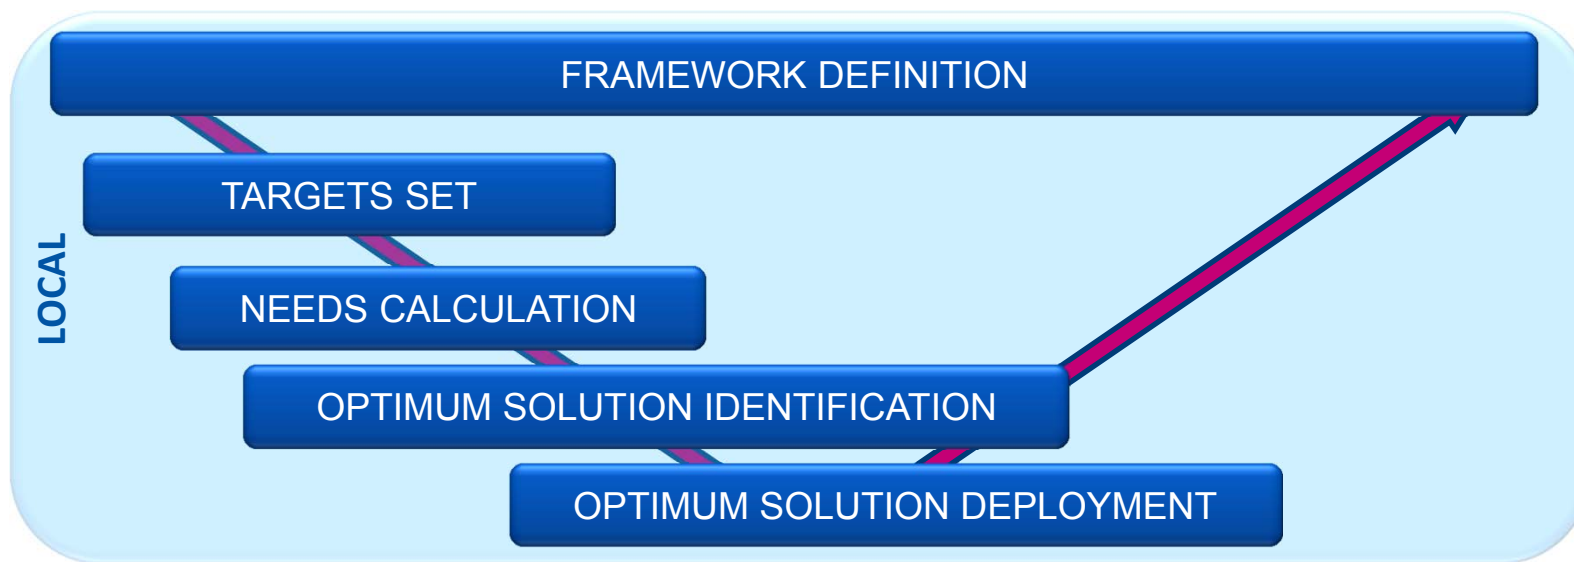 FRAMEWORK DEFINITION
TARGETS SET
LOCAL
NEEDS CALCULATION
OPTIMUM SOLUTION IDENTIFICATION
OPTIMUM SOLUTION DEPLOYMENT